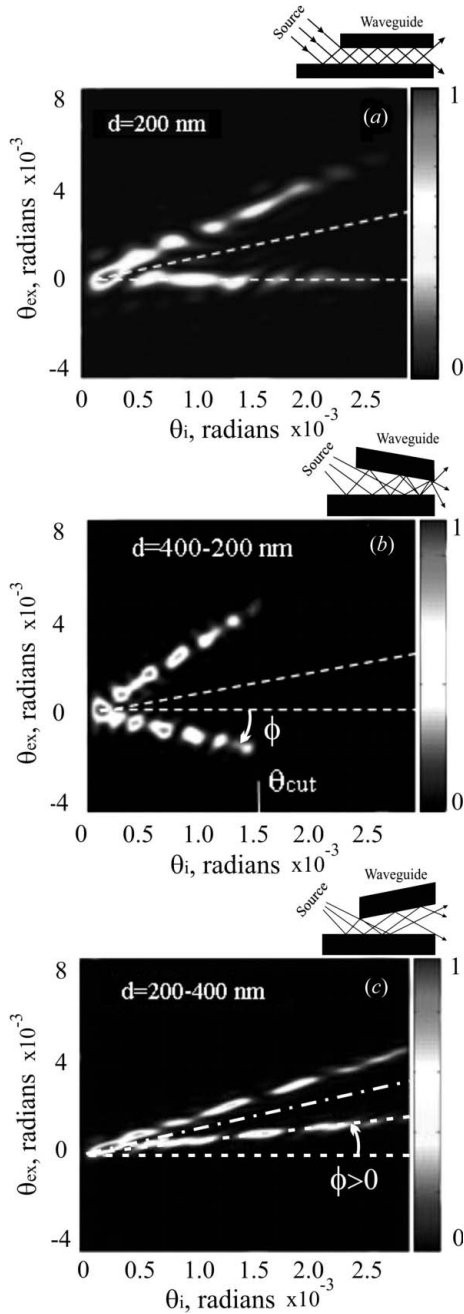 Source
Waveguide
(a)
d=200 nm
8
4
0
-4
θex, radians x10⁻³
0
0.5
1.0
1.5
2.0
2.5
θi, radians x10⁻³
1
0
Source
Waveguide
(b)
d=400-200 nm
8
4
0
-4
θex, radians x10⁻³
ϕ
θcut
0
0.5
1.0
1.5
2.0
2.5
θi, radians x10⁻³
1
0
Source
Waveguide
(c)
d=200-400 nm
8
4
0
-4
θex, radians x10⁻³
ϕ>0
0
0.5
1.0
1.5
2.0
2.5
θi, radians x10⁻³
1
0